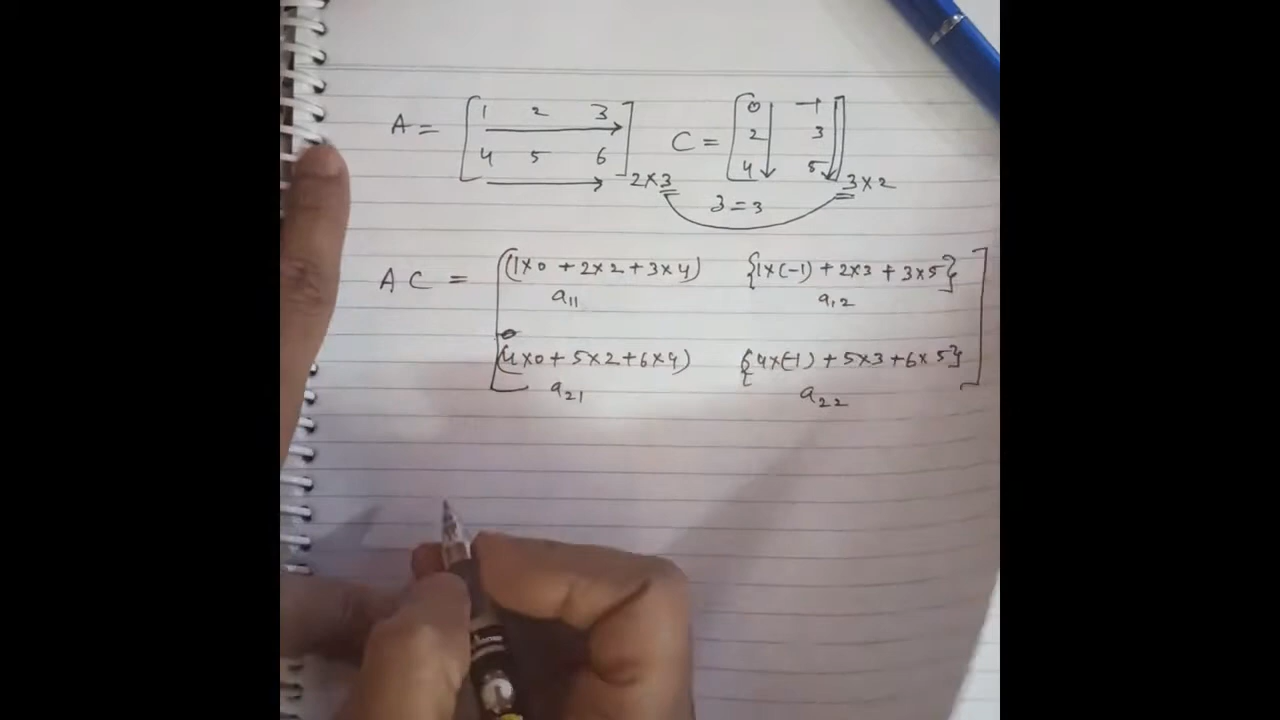 A = [ 1 2 3
4 5 6 ] 2×3
C = [ 0 -1
2 3
4 5 ] 3×2
3 = 3
AC = [ (1×0 + 2×2 + 3×4) {1×(-1) + 2×3 + 3×5}
a11 a12
(4×0 + 5×2 + 6×4) {4×(-1) + 5×3 + 6×5} ]
a21 a22